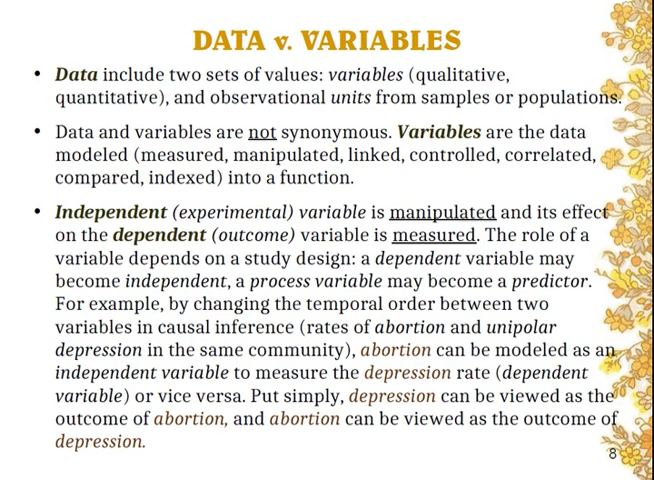 DATA v. VARIABLES
• Data include two sets of values: variables (qualitative,
quantitative), and observational units from samples or populations.
• Data and variables are not synonymous. Variables are the data
modeled (measured, manipulated, linked, controlled, correlated,
compared, indexed) into a function.
• Independent (experimental) variable is manipulated and its effect
on the dependent (outcome) variable is measured. The role of a
variable depends on a study design: a dependent variable may
become independent, a process variable may become a predictor.
For example, by changing the temporal order between two
variables in causal inference (rates of abortion and unipolar
depression in the same community), abortion can be modeled as an
independent variable to measure the depression rate (dependent
variable) or vice versa. Put simply, depression can be viewed as the
outcome of abortion, and abortion can be viewed as the outcome of
depression.
8